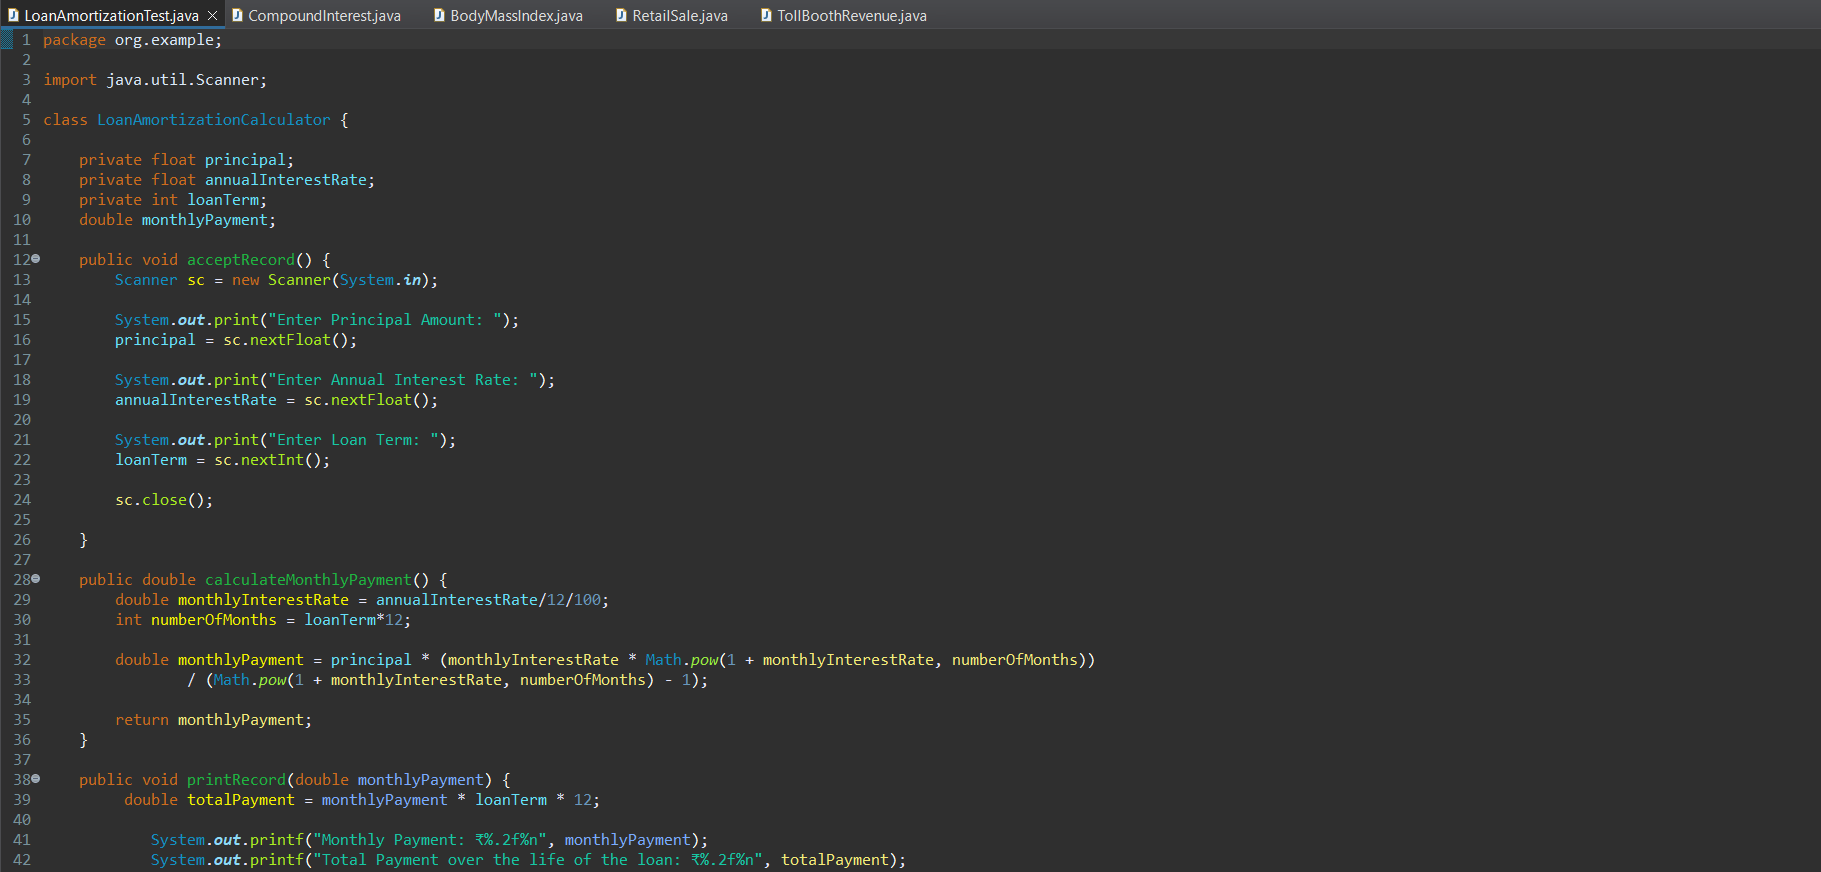 LoanAmortizationTest.java CompoundInterest.java BodyMassIndex.java RetailSale.java TollBoothRevenue.java
1 package org.example;
2
3 import java.util.Scanner;
4
5 class LoanAmortizationCalculator {
6
7 private float principal;
8 private float annualInterestRate;
9 private int loanTerm;
10 double monthlyPayment;
11
12 public void acceptRecord() {
13 Scanner sc = new Scanner(System.in);
14
15 System.out.print("Enter Principal Amount: ");
16 principal = sc.nextFloat();
17
18 System.out.print("Enter Annual Interest Rate: ");
19 annualInterestRate = sc.nextFloat();
20
21 System.out.print("Enter Loan Term: ");
22 loanTerm = sc.nextInt();
23
24 sc.close();
25
26 }
27
28 public double calculateMonthlyPayment() {
29 double monthlyInterestRate = annualInterestRate/12/100;
30 int numberOfMonths = loanTerm*12;
31
32 double monthlyPayment = principal * (monthlyInterestRate * Math.pow(1 + monthlyInterestRate, numberOfMonths))
33 / (Math.pow(1 + monthlyInterestRate, numberOfMonths) - 1);
34
35 return monthlyPayment;
36 }
37
38 public void printRecord(double monthlyPayment) {
39 double totalPayment = monthlyPayment * loanTerm * 12;
40
41 System.out.printf("Monthly Payment: ₹%.2f%n", monthlyPayment);
42 System.out.printf("Total Payment over the life of the loan: ₹%.2f%n", totalPayment);